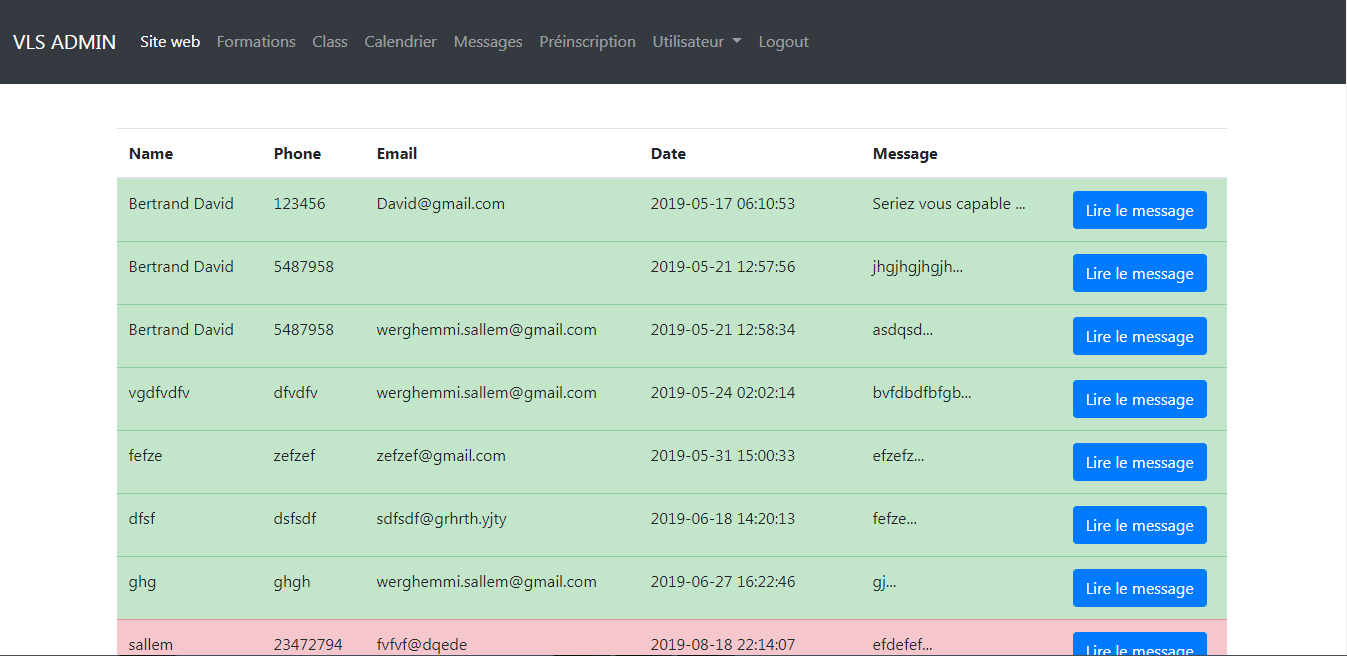 VLS ADMIN Site web Formations Class Calendrier Messages Préinscription Utilisateur Logout
Name Phone Email Date Message
Bertrand David 123456 David@gmail.com 2019-05-17 06:10:53 Seriez vous capable ... Lire le message
Bertrand David 5487958 2019-05-21 12:57:56 jhgjhgjhgjh... Lire le message
Bertrand David 5487958 werghemmi.sallem@gmail.com 2019-05-21 12:58:34 asdqsd... Lire le message
vgdfvdfv dfvdfv werghemmi.sallem@gmail.com 2019-05-24 02:02:14 bvfdbdfbfgb... Lire le message
fefze zefzef zefzef@gmail.com 2019-05-31 15:00:33 efzefz... Lire le message
dfsf dsfsdf sdfsdf@grhrth.yjty 2019-06-18 14:20:13 fefze... Lire le message
ghg ghgh werghemmi.sallem@gmail.com 2019-06-27 16:22:46 gj... Lire le message
sallem 23472794 fvfvf@dqede 2019-08-18 22:14:07 efdefef... Lire le message